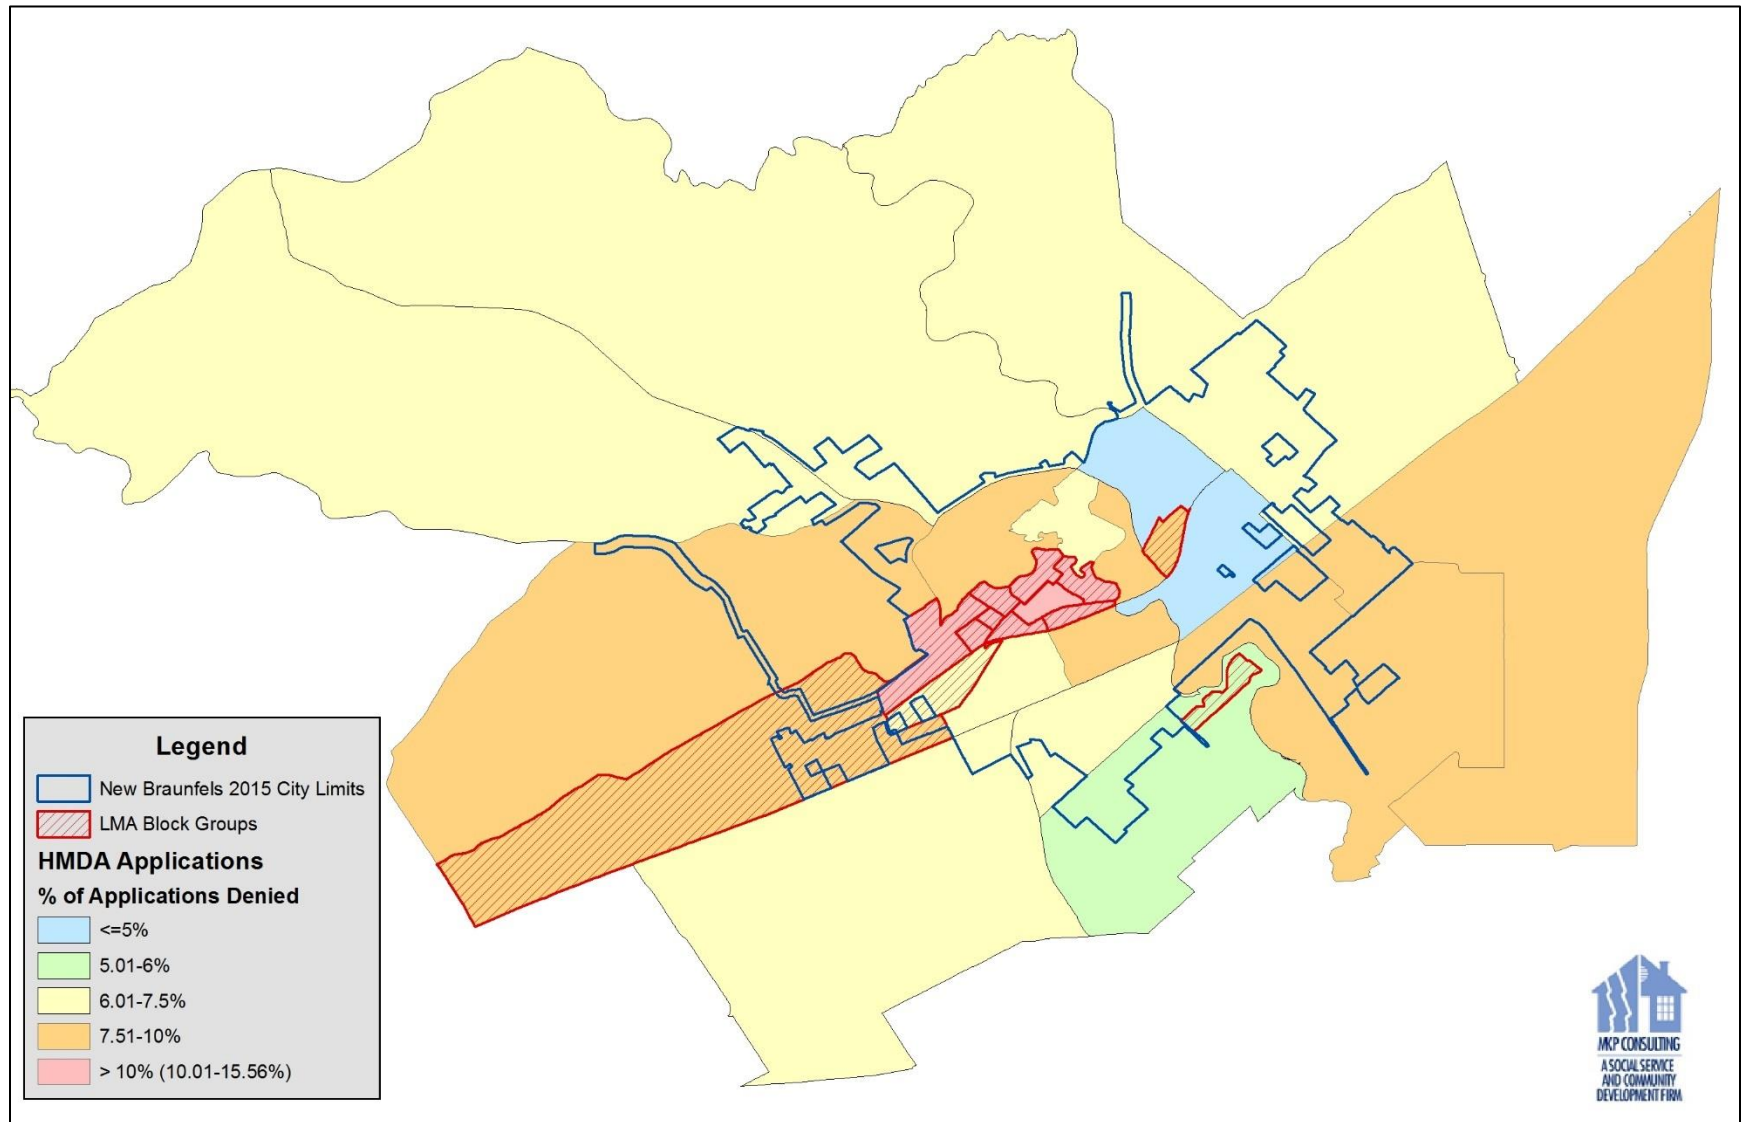 Legend
New Braunfels 2015 City Limits
LMA Block Groups
HMDA Applications
% of Applications Denied
<=5%
5.01-6%
6.01-7.5%
7.51-10%
> 10% (10.01-15.56%)
MKP CONSULTING
A SOCIAL SERVICE
AND COMMUNITY
DEVELOPMENT FIRM